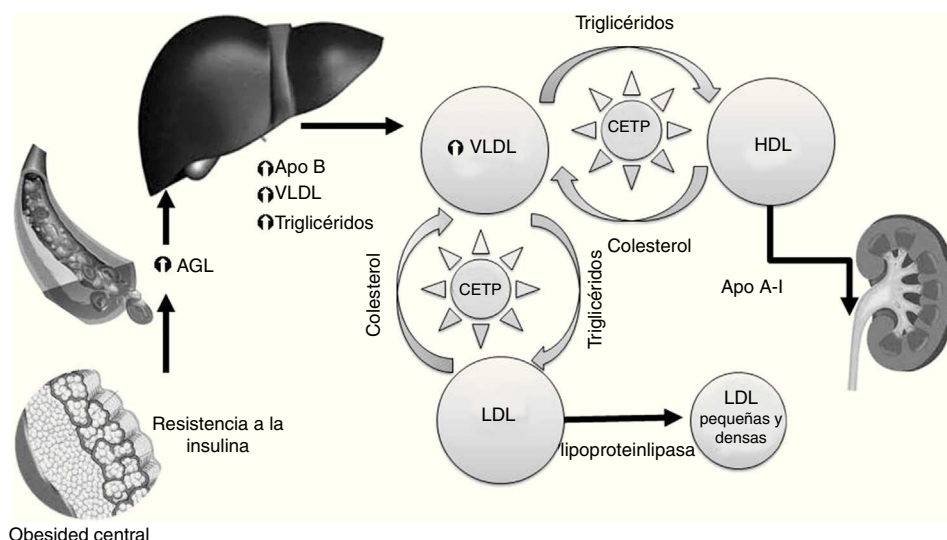 Triglicéridos
CETP
VLDL
HDL
Apo B
VLDL
Triglicéridos
Colesterol
AGL
Colesterol
CETP
Triglicéridos
Apo A-I
Resistencia a la
insulina
LDL
LDL
pequeñas y
densas
lipoproteinlipasa
Obesided central